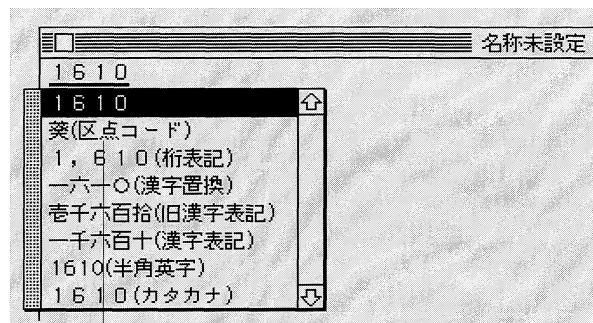 名称未設定
１６１０
１６１０
葵(区点コード)
１，６１０(桁表記)
一六一〇(漢字置換)
壱千六百拾(旧漢字表記)
一千六百十(漢字表記)
1610(半角英字)
１６１０(カタカナ)